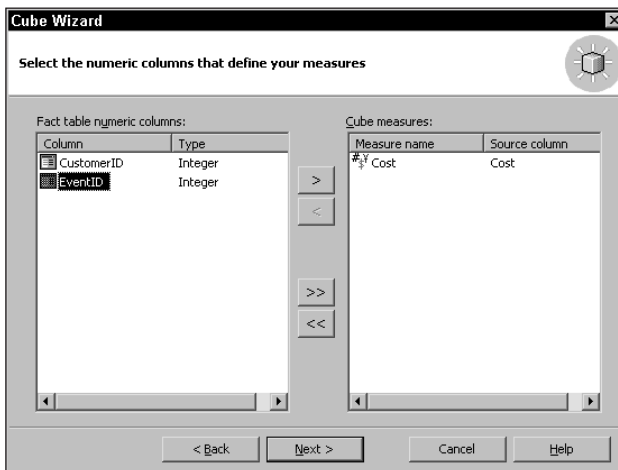 Cube Wizard
Select the numeric columns that define your measures
Fact table numeric columns:
Cube measures:
Column Type
Measure name Source column
CustomerID Integer
Cost Cost
EventID Integer
>
<
>>
<<
< Back Next > Cancel Help